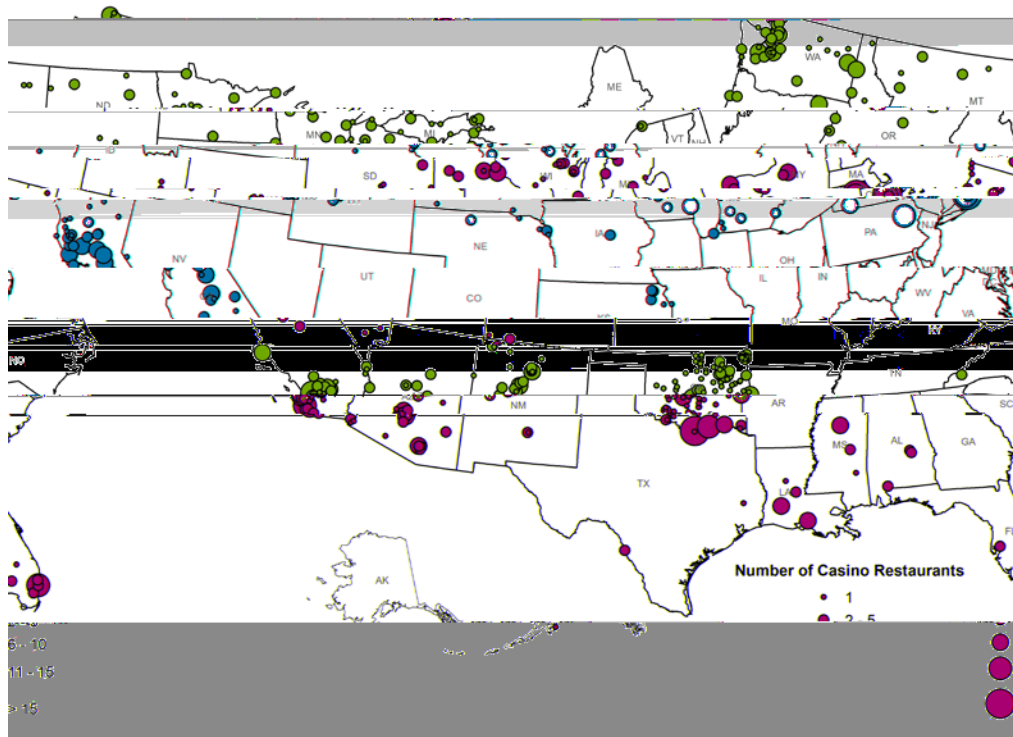 WA
ME
ND
MT
MN
MI
VT
OR
SD
WI
MA
NE
IA
PA
NJ
NV
OH
UT
CO
IL
IN
WV
VA
MO
KY
TN
NM
AR
SC
MS
AL
GA
TX
LA
AK
Number of Casino Restaurants
1
2 - 5
6 - 10
11 - 15
> 15